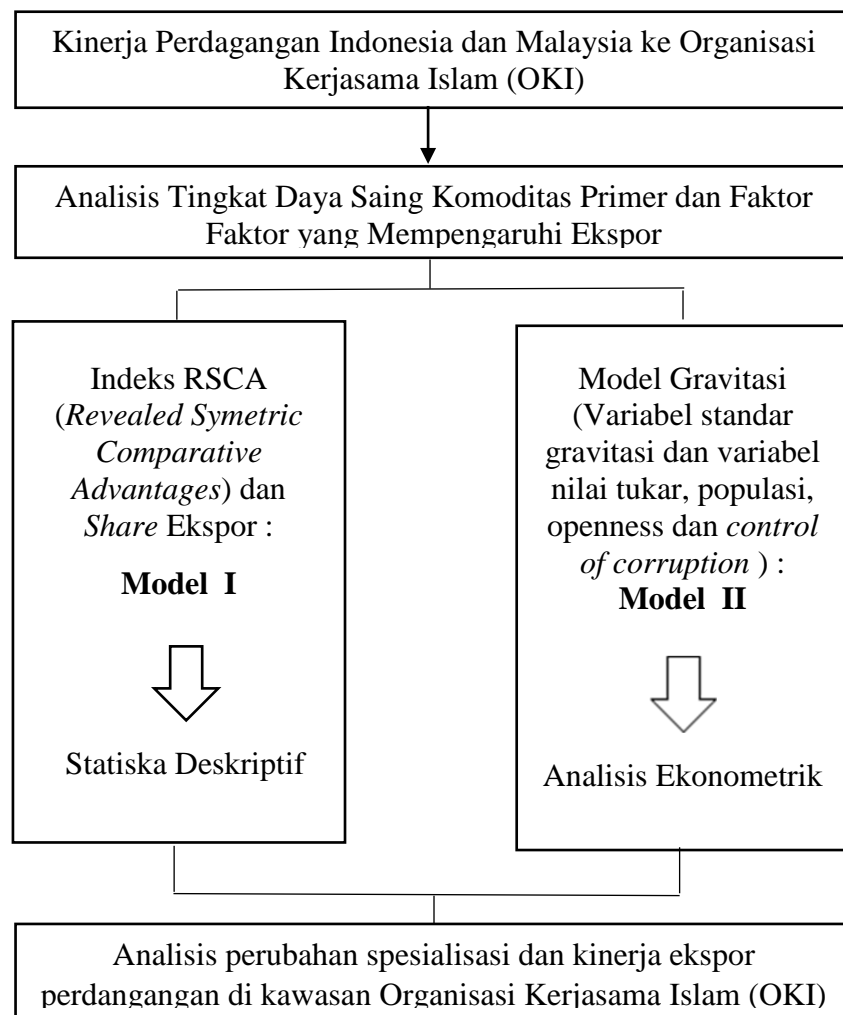 Kinerja Perdagangan Indonesia dan Malaysia ke Organisasi
Kerjasama Islam (OKI)
Analisis Tingkat Daya Saing Komoditas Primer dan Faktor
Faktor yang Mempengaruhi Ekspor
Indeks RSCA
(Revealed Symetric
Comparative
Advantages) dan
Share Ekspor :
Model I
Statiska Deskriptif
Model Gravitasi
(Variabel standar
gravitasi dan variabel
nilai tukar, populasi,
openness dan control
of corruption ) :
Model II
Analisis Ekonometrik
Analisis perubahan spesialisasi dan kinerja ekspor
perdangangan di kawasan Organisasi Kerjasama Islam (OKI)